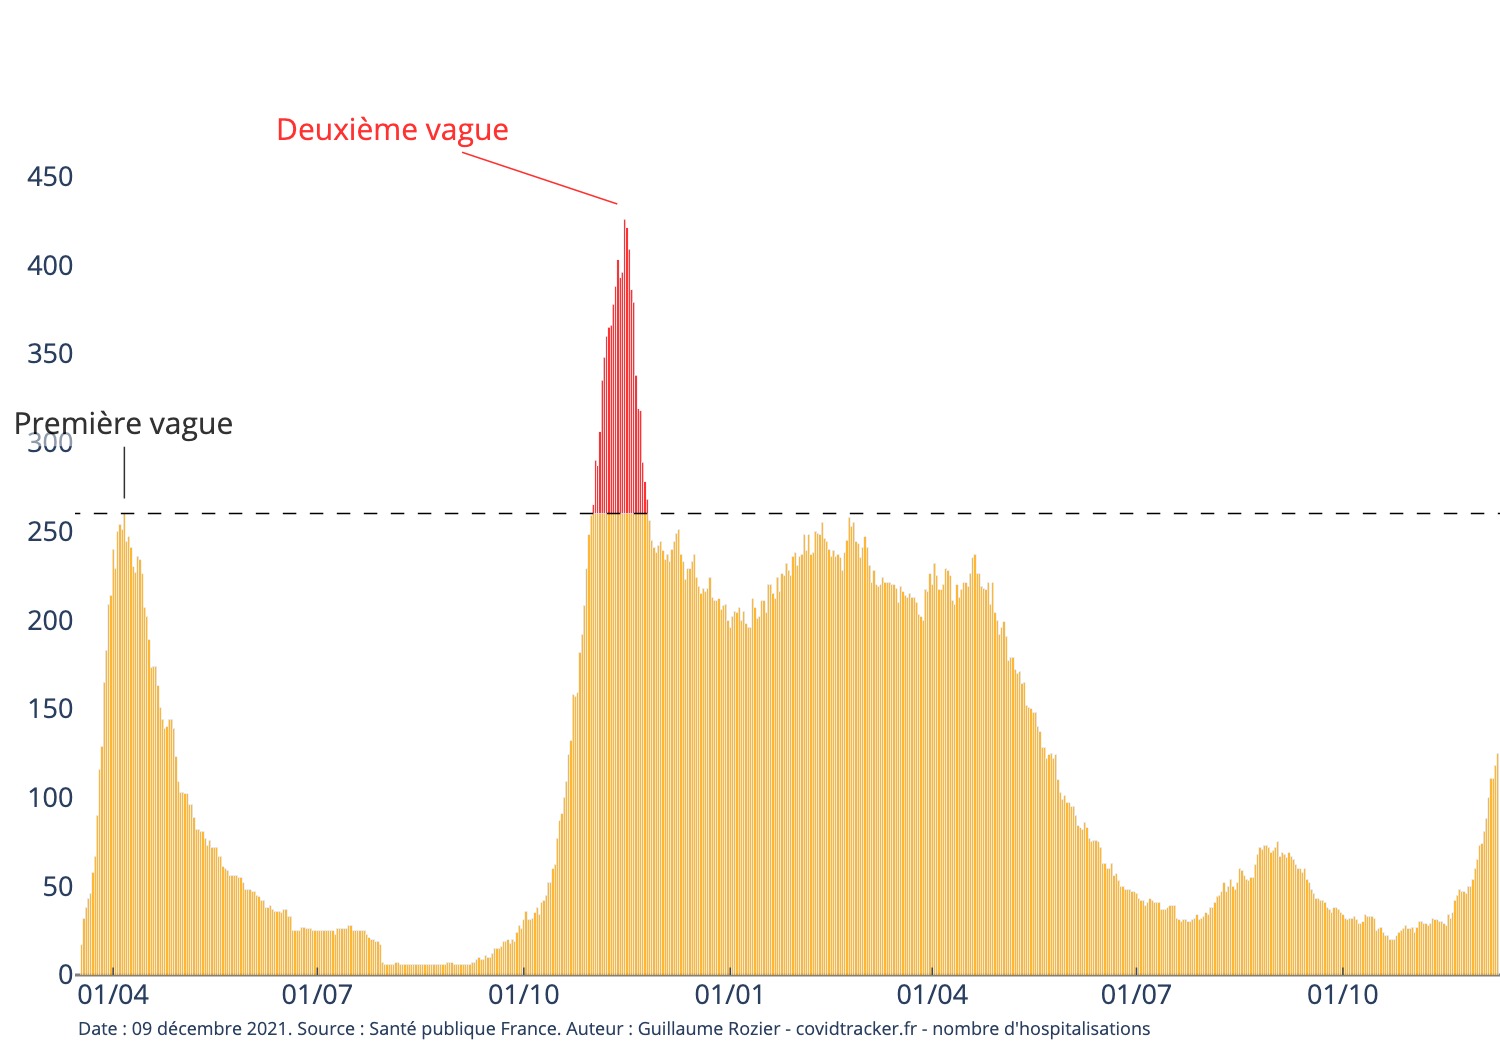 Deuxième vague
450
400
350
Première vague
300
250
200
150
100
50
0
01/04 01/07 01/10 01/01 01/04 01/07 01/10
Date : 09 décembre 2021. Source : Santé publique France. Auteur : Guillaume Rozier - covidtracker.fr - nombre d'hospitalisations